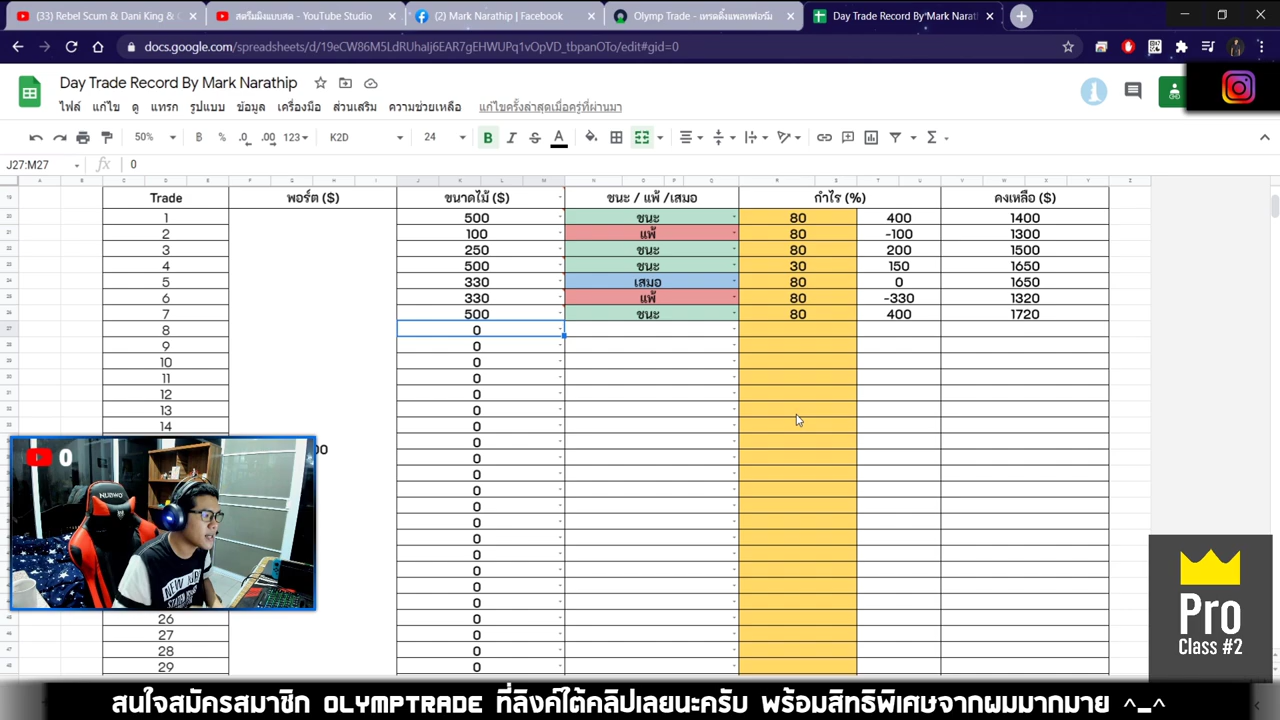 (33) Rebel Scum & Dani King & C
สตรีมมิงแบบสด - YouTube Studio
(2) Mark Narathip | Facebook
Olymp Trade - เทรดดิ้งแพลทฟอร์ม
Day Trade Record By Mark Narat
docs.google.com/spreadsheets/d/19eCW86M5LdRUhaIj6EAR7gEHWUPq1vOpVD_tbpanOTo/edit#gid=0
Day Trade Record By Mark Narathip
ไฟล์ แก้ไข ดู แทรก รูปแบบ ข้อมูล เครื่องมือ ส่วนเสริม ความช่วยเหลือ แก้ไขครั้งล่าสุดเมื่อครู่ที่ผ่านมา
50% ฿ % .0 .00 123 K2D 24 B I S A
J27:M27 fx 0
Trade พอร์ต ($) ขนาดไม้ ($) ชนะ / แพ้ /เสมอ กำไร (%) คงเหลือ ($)
1 500 ชนะ 80 400 1400
2 100 แพ้ 80 -100 1300
3 250 ชนะ 80 200 1500
4 500 ชนะ 30 150 1650
5 330 เสมอ 80 0 1650
6 330 แพ้ 80 -330 1320
7 500 ชนะ 80 400 1720
8 0
9 0
10 0
11 0
12 0
13 0
14 0
0
0
0
0
0
0
0
0
0
0
0
26 0
27 0
28 0
29 0
0
NUBWO
NEW
Pro
Class #2
สนใจสมัครสมาชิก OLYMPTRADE ที่ลิงค์ใต้คลิปเลยนะครับ พร้อมสิทธิพิเศษจากผมมากมาย ^_^